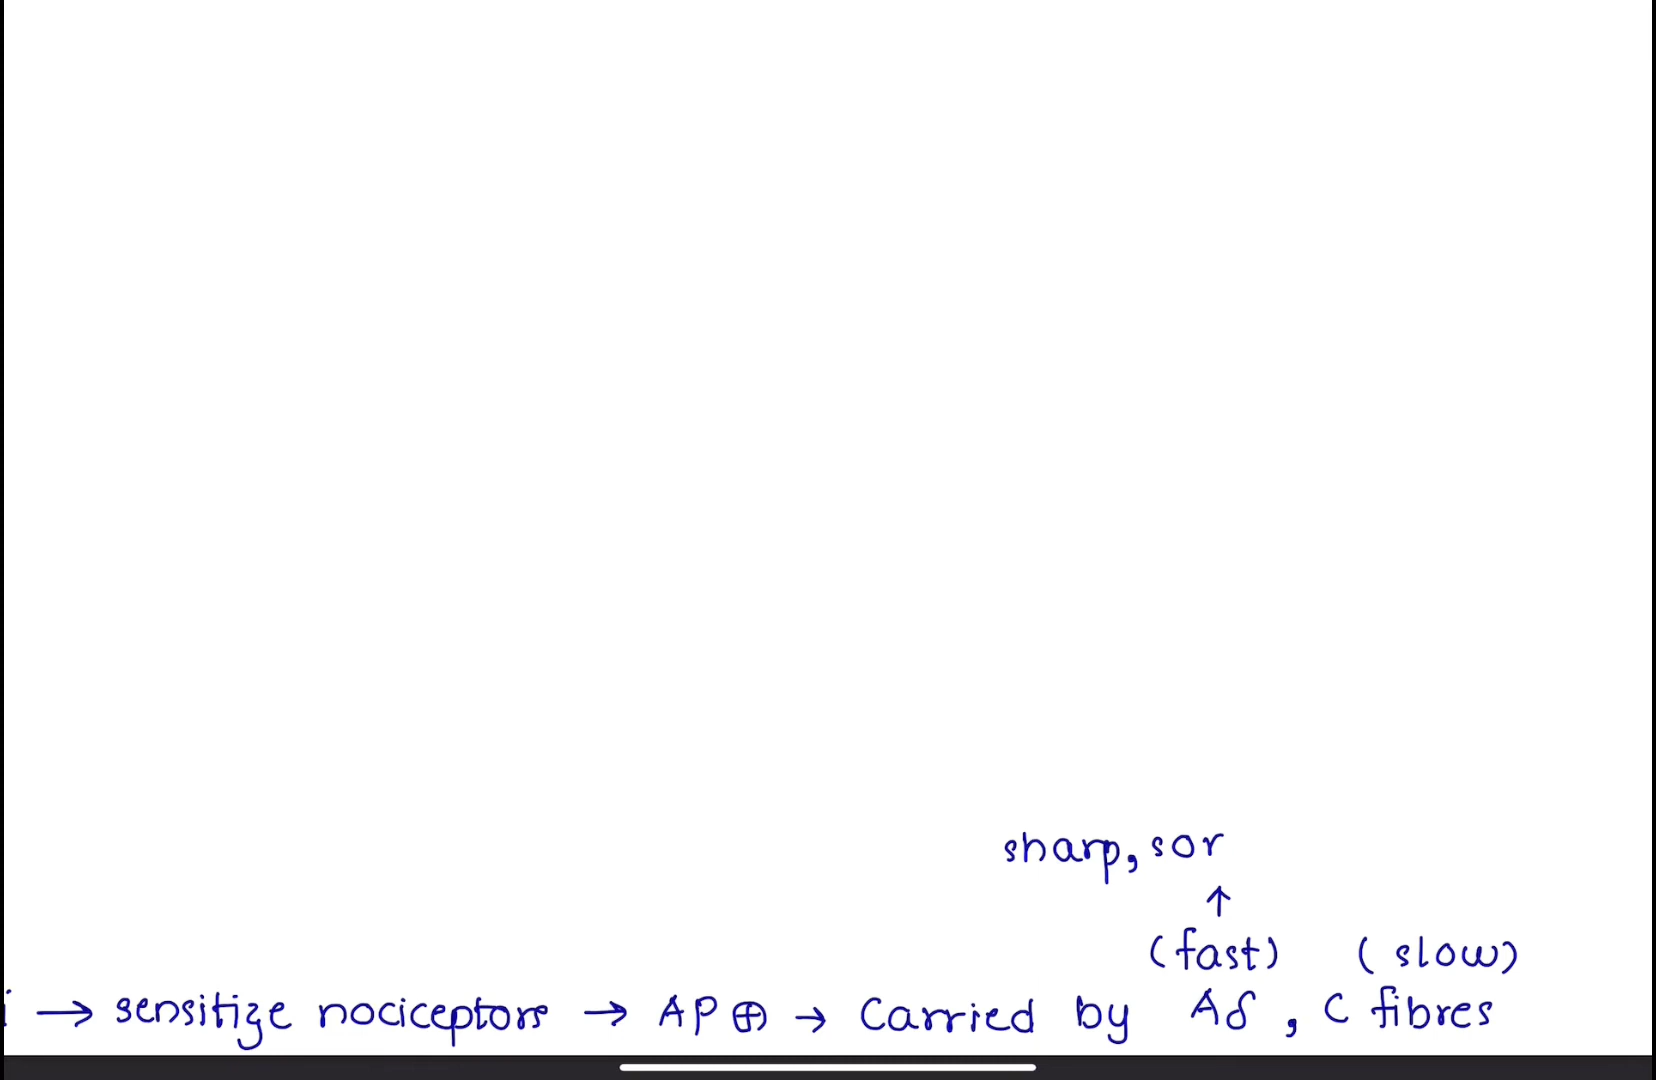 sharp, sor
↑
(fast) (slow)
→ sensitize nociceptors → AP ⊕ → Carried by Aδ, C fibres